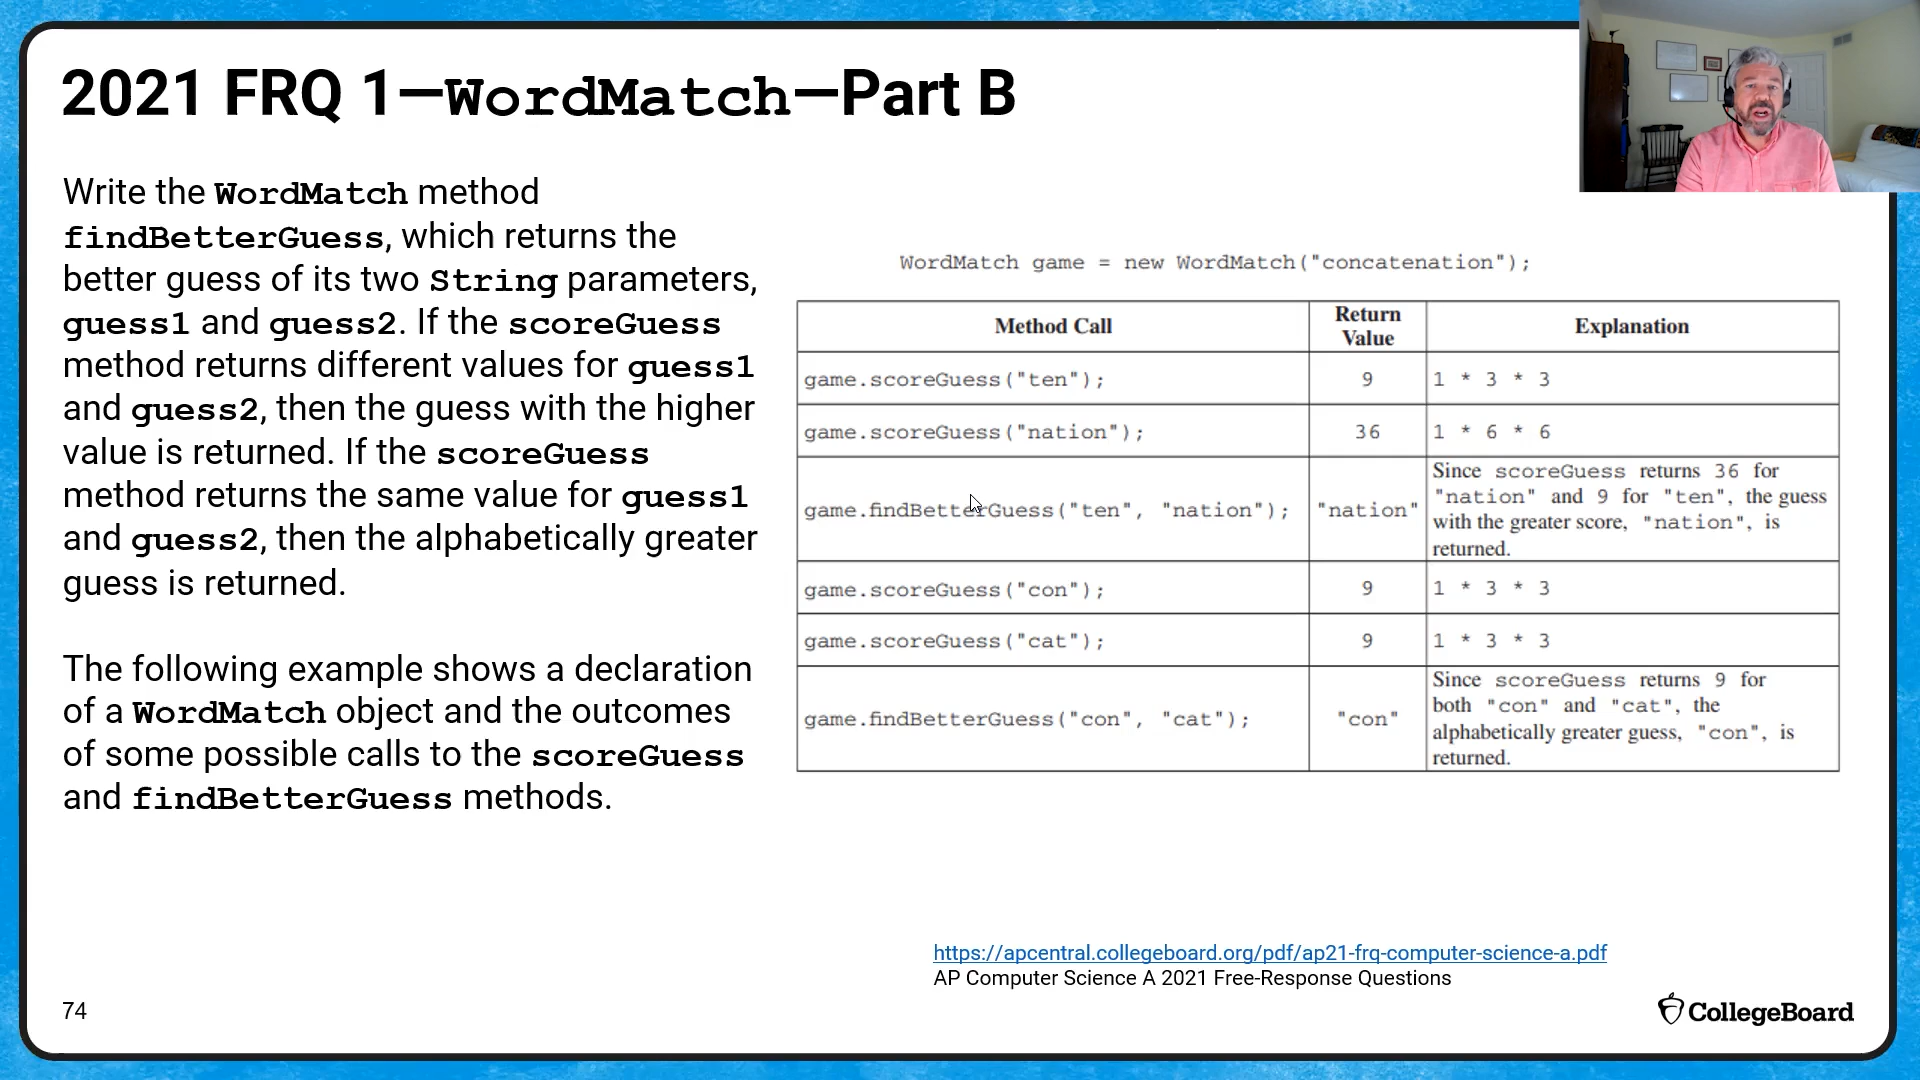 2021 FRQ 1—WordMatch—Part B
Write the WordMatch method
findBetterGuess, which returns the
better guess of its two String parameters,
guess1 and guess2. If the scoreGuess
method returns different values for guess1
and guess2, then the guess with the higher
value is returned. If the scoreGuess
method returns the same value for guess1
and guess2, then the alphabetically greater
guess is returned.
The following example shows a declaration
of a WordMatch object and the outcomes
of some possible calls to the scoreGuess
and findBetterGuess methods.
WordMatch game = new WordMatch("concatenation");
Method Call
Return
Value
Explanation
game.scoreGuess("ten");
9
1 * 3 * 3
game.scoreGuess("nation");
36
1 * 6 * 6
game.findBetterGuess("ten", "nation");
"nation"
Since scoreGuess returns 36 for
"nation" and 9 for "ten", the guess
with the greater score, "nation", is
returned.
game.scoreGuess("con");
9
1 * 3 * 3
game.scoreGuess("cat");
9
1 * 3 * 3
game.findBetterGuess("con", "cat");
"con"
Since scoreGuess returns 9 for
both "con" and "cat", the
alphabetically greater guess, "con", is
returned.
https://apcentral.collegeboard.org/pdf/ap21-frq-computer-science-a.pdf
AP Computer Science A 2021 Free-Response Questions
74
CollegeBoard